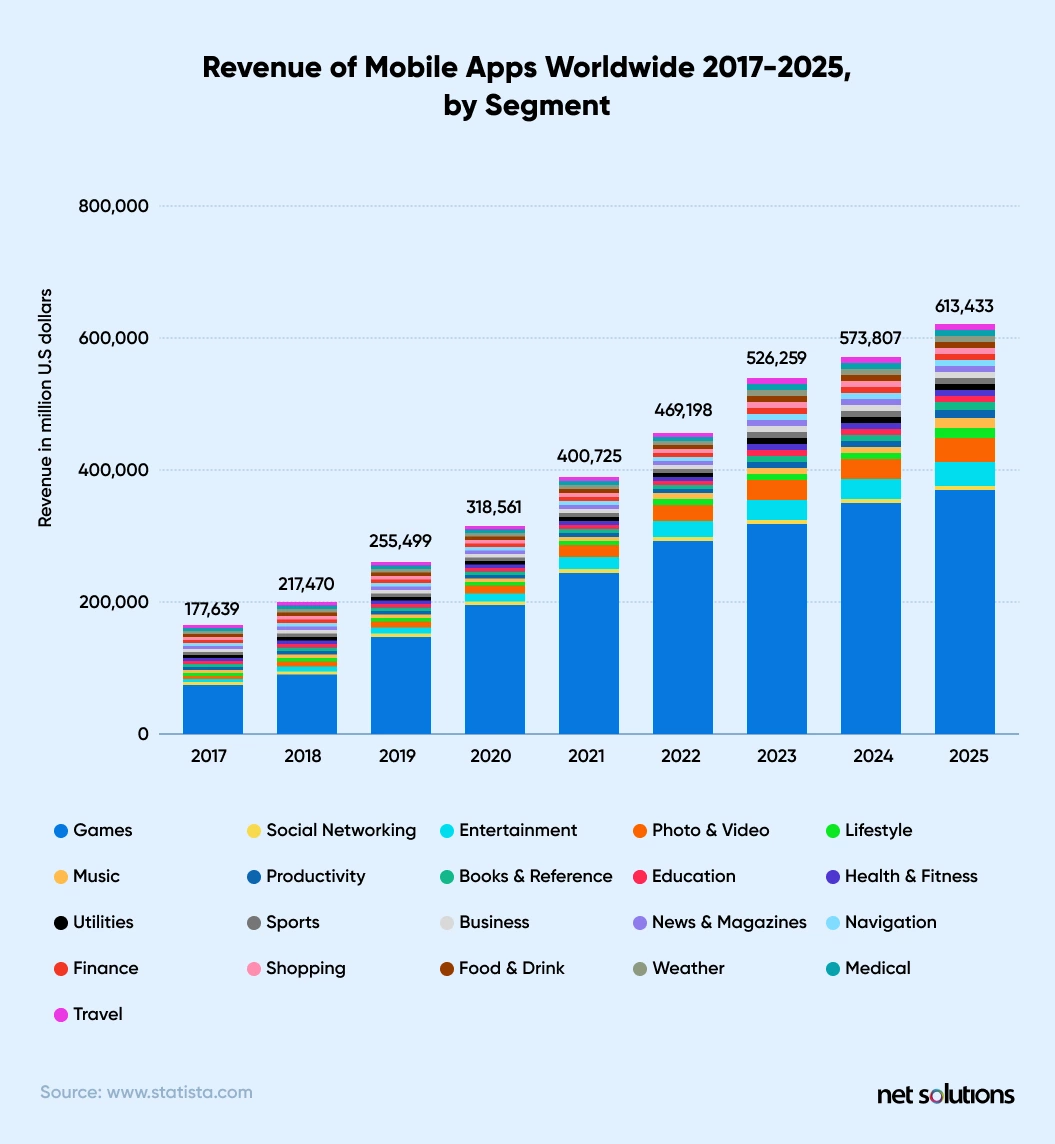 Revenue of Mobile Apps Worldwide 2017-2025,
by Segment
Revenue in million U.S dollars
800,000
600,000
400,000
200,000
0
177,639
217,470
255,499
318,561
400,725
469,198
526,259
573,807
613,433
2017 2018 2019 2020 2021 2022 2023 2024 2025
Games Social Networking Entertainment Photo & Video Lifestyle
Music Productivity Books & Reference Education Health & Fitness
Utilities Sports Business News & Magazines Navigation
Finance Shopping Food & Drink Weather Medical
Travel
Source: www.statista.com
net solutions